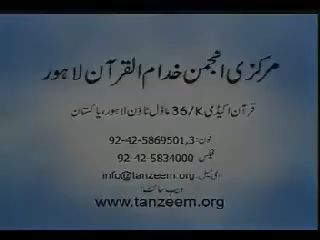 مرکزی انجمن خدام القرآن لاہور
قرآن اکیڈمی 36/K ماڈل ٹاؤن لاہور، پاکستان
فون: 92-42-5869501,3
فیکس: 92-42-5834000
ای میل: info@tanzeem.org
ویب سائٹ:
www.tanzeem.org